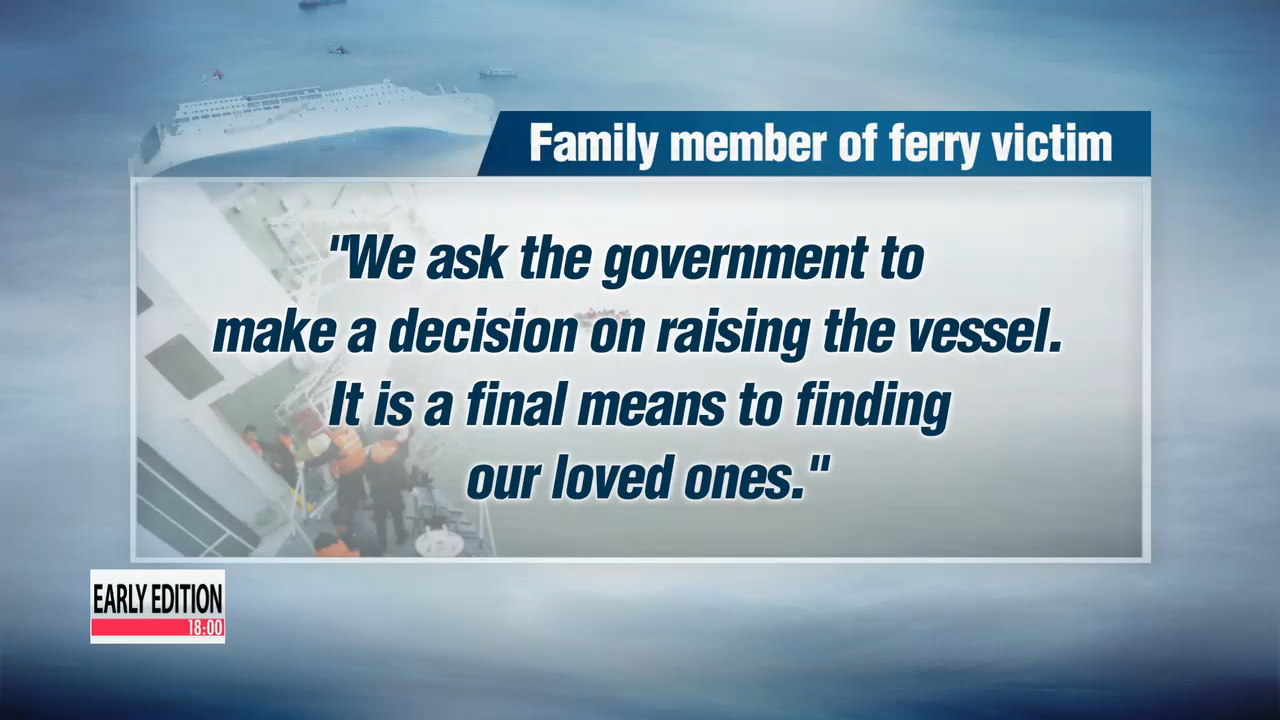 Family member of ferry victim
"We ask the government to
make a decision on raising the vessel.
It is a final means to finding
our loved ones."
EARLY EDITION
18:00